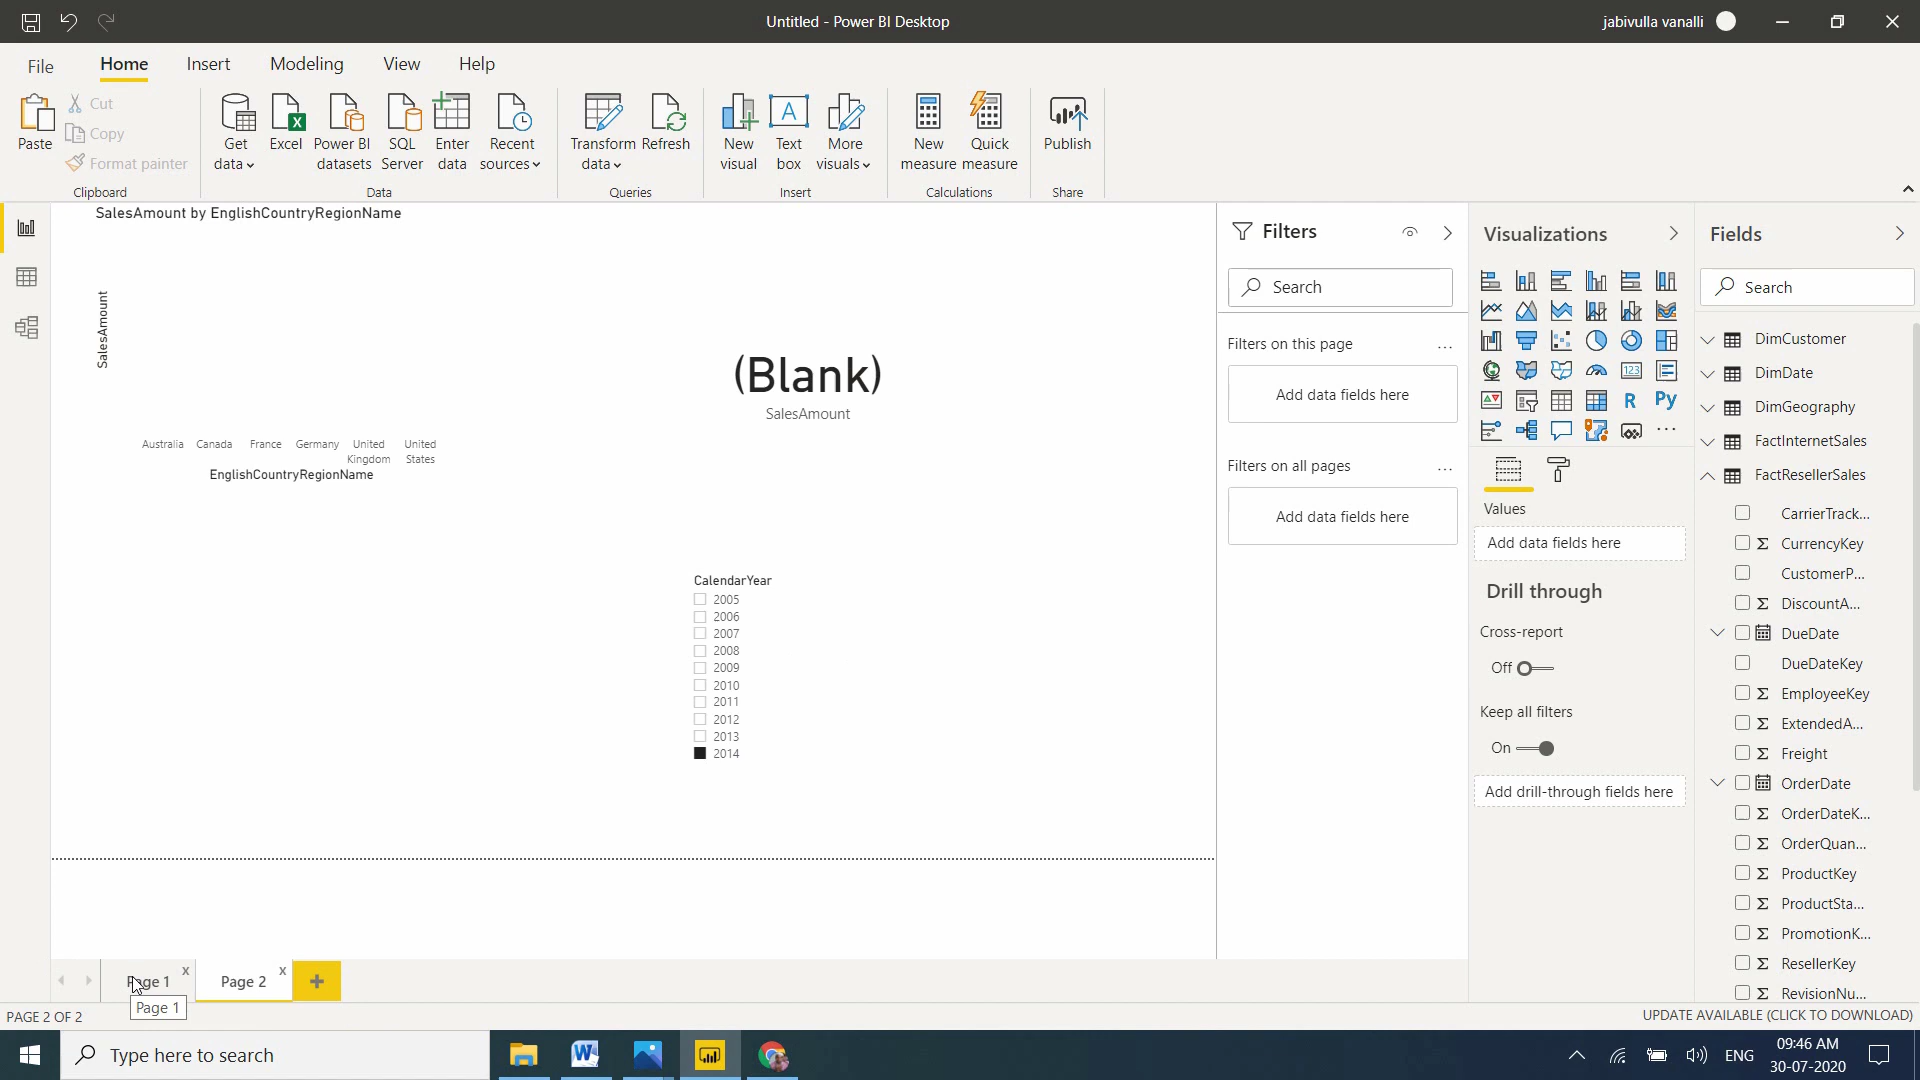 Untitled - Power BI Desktop
jabivulla vanalli
File
Home
Insert
Modeling
View
Help
Paste
Cut
Copy
Format painter
Clipboard
Get data
Excel
Power BI datasets
SQL Server
Enter data
Recent sources
Data
Transform data
Refresh
Queries
New visual
A
Text box
More visuals
Insert
New measure
Quick measure
Calculations
Publish
Share
SalesAmount by EnglishCountryRegionName
SalesAmount
Australia
Canada
France
Germany
United Kingdom
United States
EnglishCountryRegionName
(Blank)
SalesAmount
CalendarYear
2005
2006
2007
2008
2009
2010
2011
2012
2013
2014
Filters
Search
Filters on this page
...
Add data fields here
Filters on all pages
...
Add data fields here
Visualizations
123
R
Py
...
Values
Add data fields here
Drill through
Cross-report
Off
Keep all filters
On
Add drill-through fields here
Fields
Search
DimCustomer
DimDate
DimGeography
FactInternetSales
FactResellerSales
CarrierTrack...
Σ CurrencyKey
CustomerP...
Σ DiscountA...
DueDate
DueDateKey
Σ EmployeeKey
Σ ExtendedA...
Σ Freight
OrderDate
Σ OrderDateK...
Σ OrderQuan...
Σ ProductKey
Σ ProductSta...
Σ PromotionK...
Σ ResellerKey
Σ RevisionNu...
Page 1
x
Page 2
x
+
Page 1
PAGE 2 OF 2
UPDATE AVAILABLE (CLICK TO DOWNLOAD)
Type here to search
ENG
09:46 AM
30-07-2020